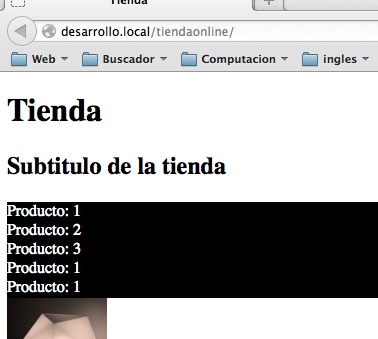 Tienda
desarrollo.local/tiendaonline/
Web
Buscador
Computacion
ingles
Tienda
Subtitulo de la tienda
Producto: 1
Producto: 2
Producto: 3
Producto: 1
Producto: 1